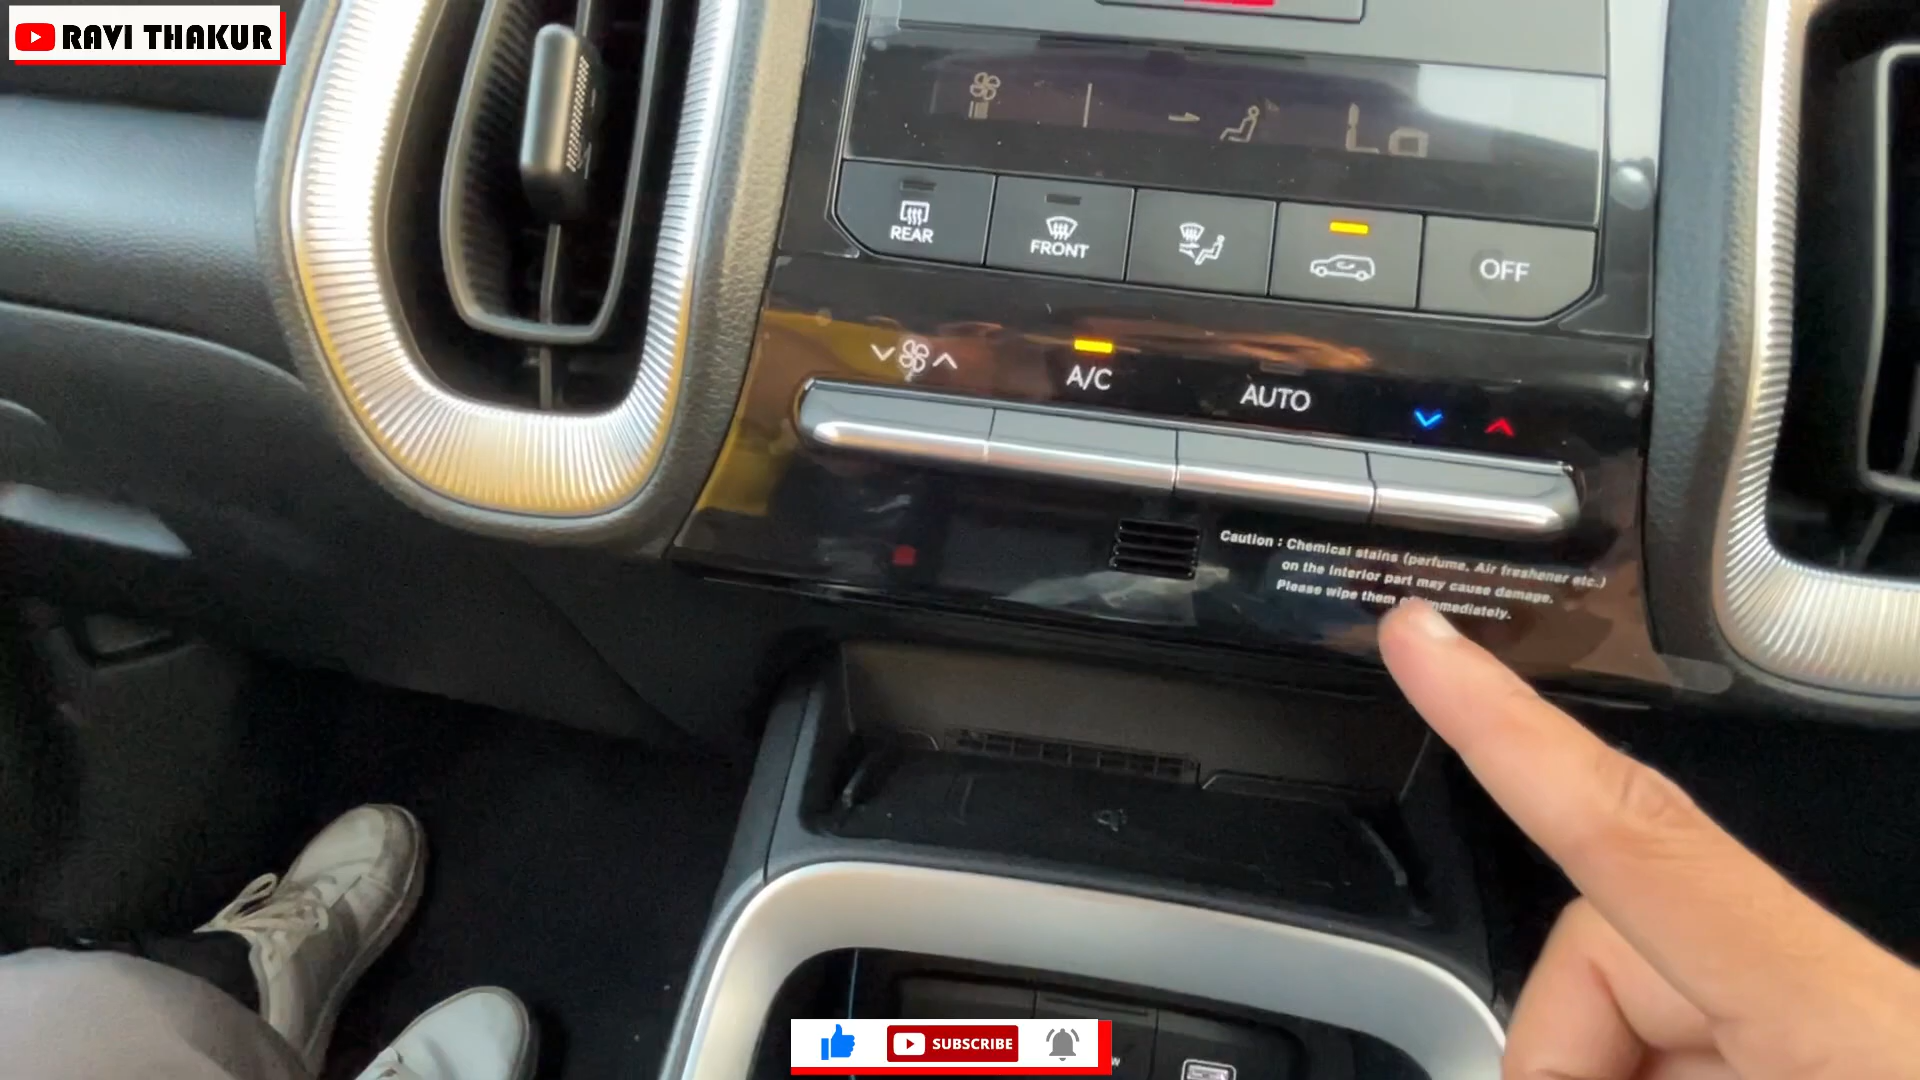 RAVI THAKUR
REAR
FRONT
OFF
A/C
AUTO
Caution : Chemical stains (perfume, Air freshener etc.)
on the interior part may cause damage.
Please wipe them immediately.
SUBSCRIBE